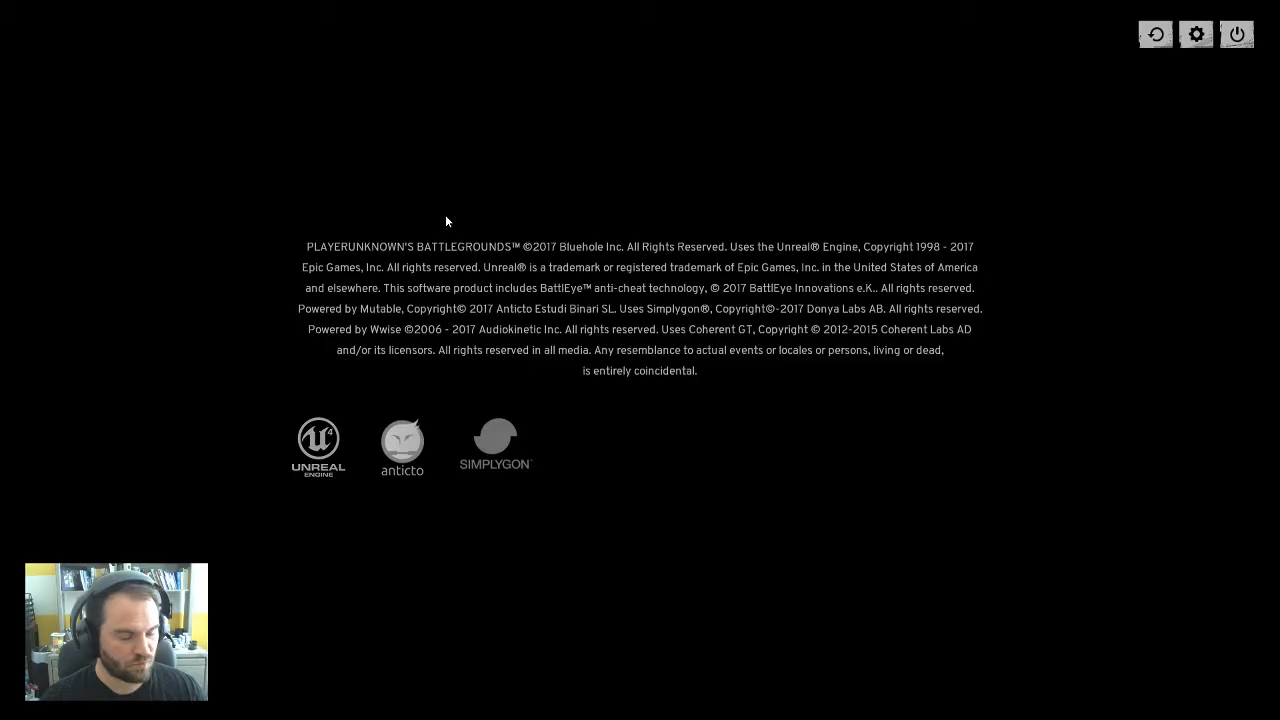 PLAYERUNKNOWN'S BATTLEGROUNDS™ ©2017 Bluehole Inc. All Rights Reserved. Uses the Unreal® Engine, Copyright 1998 - 2017
Epic Games, Inc. All rights reserved. Unreal® is a trademark or registered trademark of Epic Games, Inc. in the United States of America
and elsewhere. This software product includes BattlEye™ anti-cheat technology, © 2017 BattlEye Innovations e.K.. All rights reserved.
Powered by Mutable, Copyright© 2017 Anticto Estudi Binari SL. Uses Simplygon®, Copyright©-2017 Donya Labs AB. All rights reserved.
Powered by Wwise ©2006 - 2017 Audiokinetic Inc. All rights reserved. Uses Coherent GT, Copyright © 2012-2015 Coherent Labs AD
and/or its licensors. All rights reserved in all media. Any resemblance to actual events or locales or persons, living or dead,
is entirely coincidental.
4
UNREAL
ENGINE
anticto
SIMPLYGON™